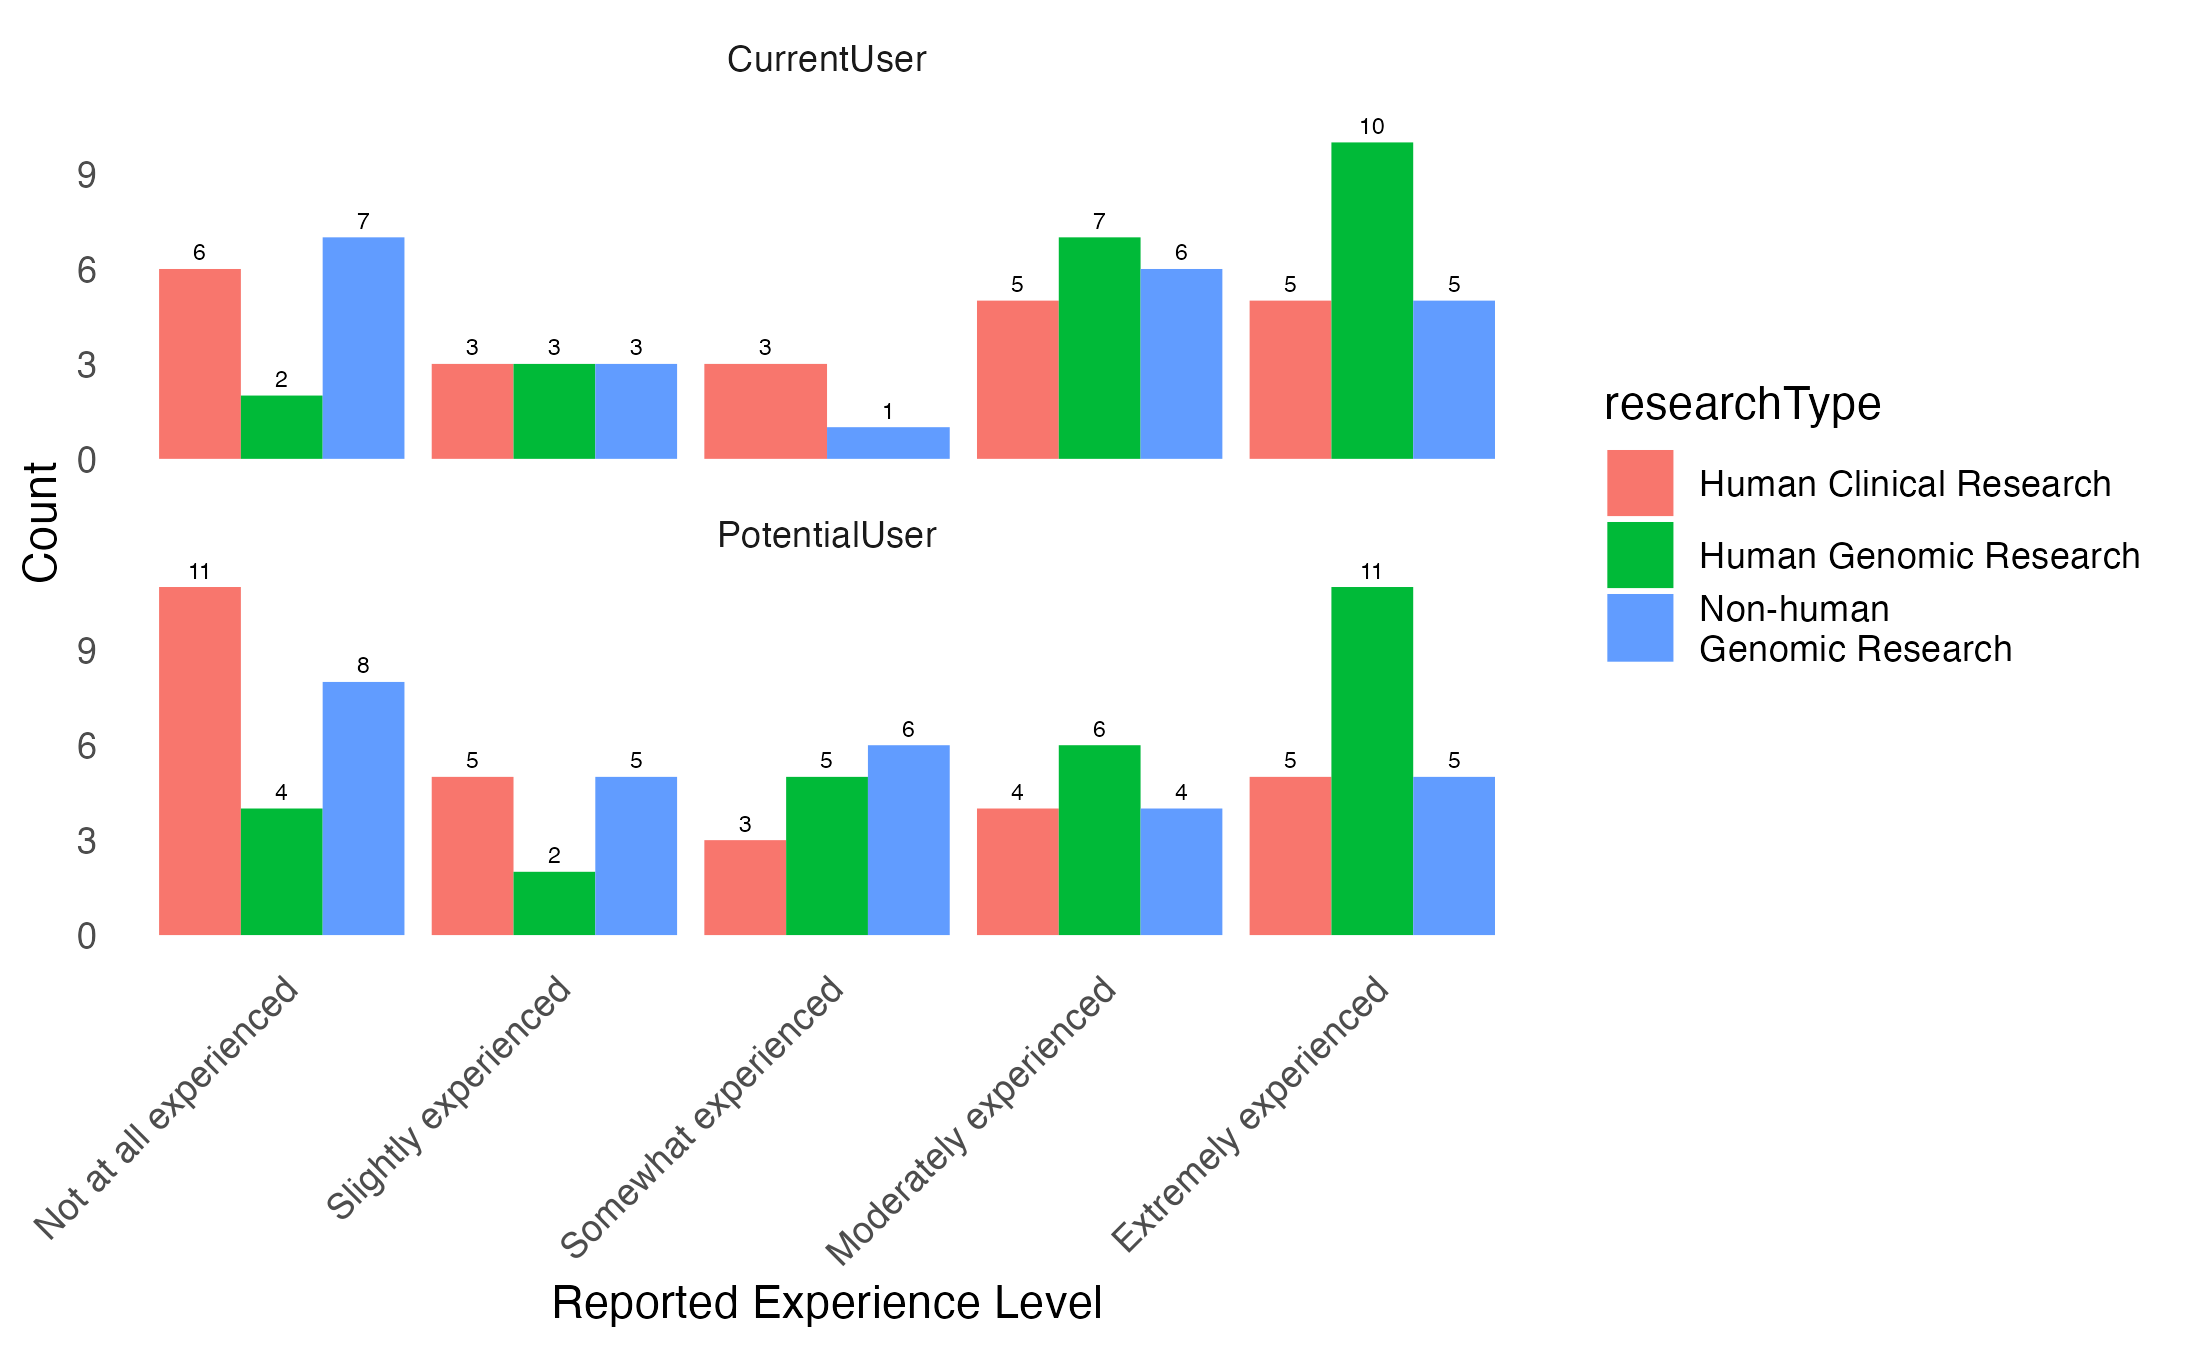 CurrentUser
10
9
7
7
6
6
6
5
5
5
3
3
3
3
3
2
1
0
Count
PotentialUser
11
11
9
8
6
6
6
5
5
5
5
5
4
4
4
3
3
2
0
Not at all experienced
Slightly experienced
Somewhat experienced
Moderately experienced
Extremely experienced
Reported Experience Level
researchType
Human Clinical Research
Human Genomic Research
Non-human
Genomic Research